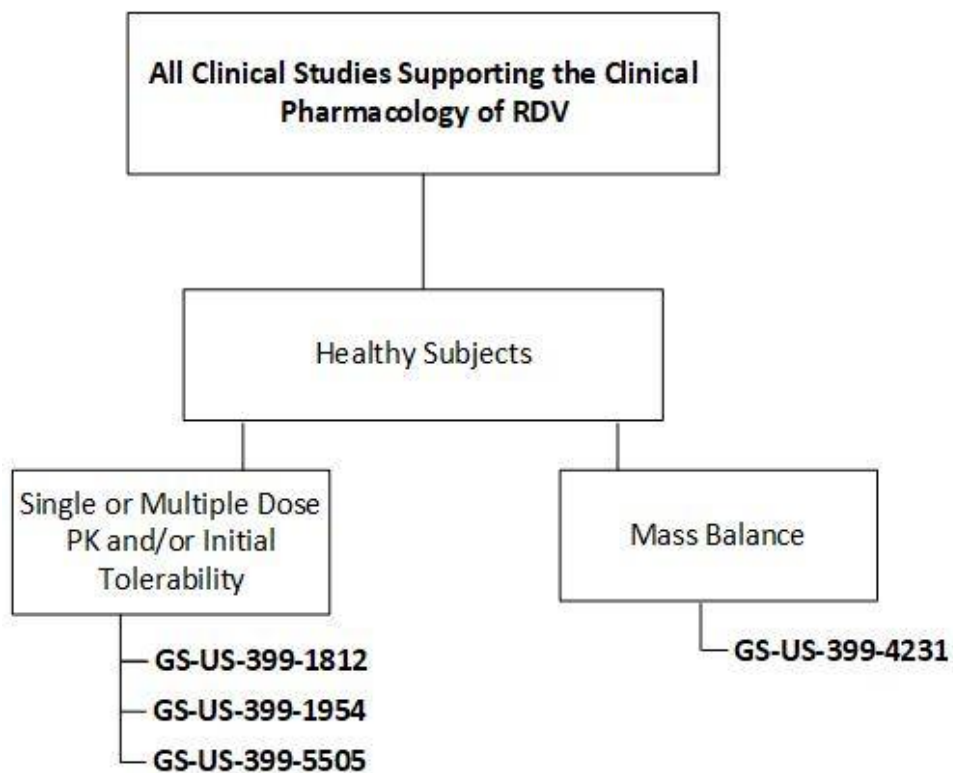 All Clinical Studies Supporting the Clinical
Pharmacology of RDV
Healthy Subjects
Single or Multiple Dose
PK and/or Initial
Tolerability
Mass Balance
GS-US-399-1812
GS-US-399-1954
GS-US-399-5505
GS-US-399-4231